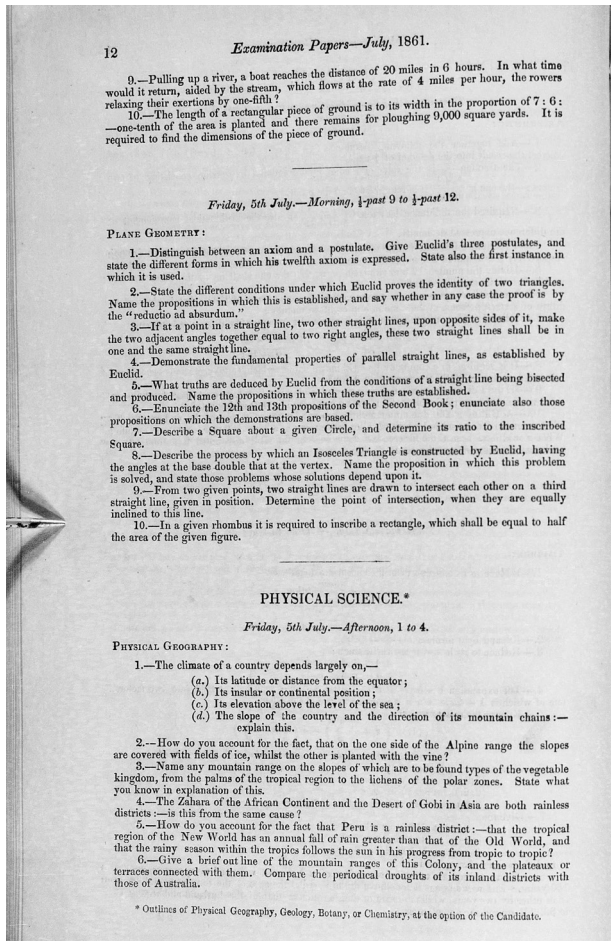 12
Examination Papers—July, 1861.
9.—Pulling up a river, a boat reaches the distance of 20 miles in 6 hours. In what time
would it return, aided by the stream, which flows at the rate of 4 miles per hour, the rowers
relaxing their exertions by one-fifth?
10.—The length of a rectangular piece of ground is to its width in the proportion of 7 : 6 :
—one-tenth of the area is planted and there remains for ploughing 9,000 square yards. It is
required to find the dimensions of the piece of ground.
Friday, 5th July.—Morning, ½-past 9 to ½-past 12.
PLANE GEOMETRY:
1.—Distinguish between an axiom and a postulate. Give Euclid's three postulates, and
state the different forms in which his twelfth axiom is expressed. State also the first instance in
which it is used.
2.—State the different conditions under which Euclid proves the identity of two triangles.
Name the propositions in which this is established, and say whether in any case the proof is by
the "reductio ad absurdum."
3.—If at a point in a straight line, two other straight lines, upon opposite sides of it, make
the two adjacent angles together equal to two right angles, these two straight lines shall be in
one and the same straight line.
4.—Demonstrate the fundamental properties of parallel straight lines, as established by
Euclid.
5.—What truths are deduced by Euclid from the conditions of a straight line being bisected
and produced. Name the propositions in which these truths are established.
6.—Enunciate the 12th and 13th propositions of the Second Book; enunciate also those
propositions on which the demonstrations are based.
7.—Describe a Square about a given Circle, and determine its ratio to the inscribed
Square.
8.—Describe the process by which an Isosceles Triangle is constructed by Euclid, having
the angles at the base double that at the vertex. Name the proposition in which this problem
is solved, and state those problems whose solutions depend upon it.
9.—From two given points, two straight lines are drawn to intersect each other on a third
straight line, given in position. Determine the point of intersection, when they are equally
inclined to this line.
10.—In a given rhombus it is required to inscribe a rectangle, which shall be equal to half
the area of the given figure.
PHYSICAL SCIENCE.*
Friday, 5th July.—Afternoon, 1 to 4.
PHYSICAL GEOGRAPHY:
1.—The climate of a country depends largely on,—
(a.) Its latitude or distance from the equator;
(b.) Its insular or continental position;
(c.) Its elevation above the level of the sea;
(d.) The slope of the country and the direction of its mountain chains:—
explain this.
2.--How do you account for the fact, that on the one side of the Alpine range the slopes
are covered with fields of ice, whilst the other is planted with the vine?
3.—Name any mountain range on the slopes of which are to be found types of the vegetable
kingdom, from the palms of the tropical region to the lichens of the polar zones. State what
you know in explanation of this.
4.—The Zahara of the African Continent and the Desert of Gobi in Asia are both rainless
districts:—is this from the same cause?
5.—How do you account for the fact that Peru is a rainless district:—that the tropical
region of the New World has an annual fall of rain greater than that of the Old World, and
that the rainy season within the tropics follows the sun in his progress from tropic to tropic?
6.—Give a brief outline of the mountain ranges of this Colony, and the plateaux or
terraces connected with them. Compare the periodical droughts of its inland districts with
those of Australia.
* Outlines of Physical Geography, Geology, Botany, or Chemistry, at the option of the Candidate.